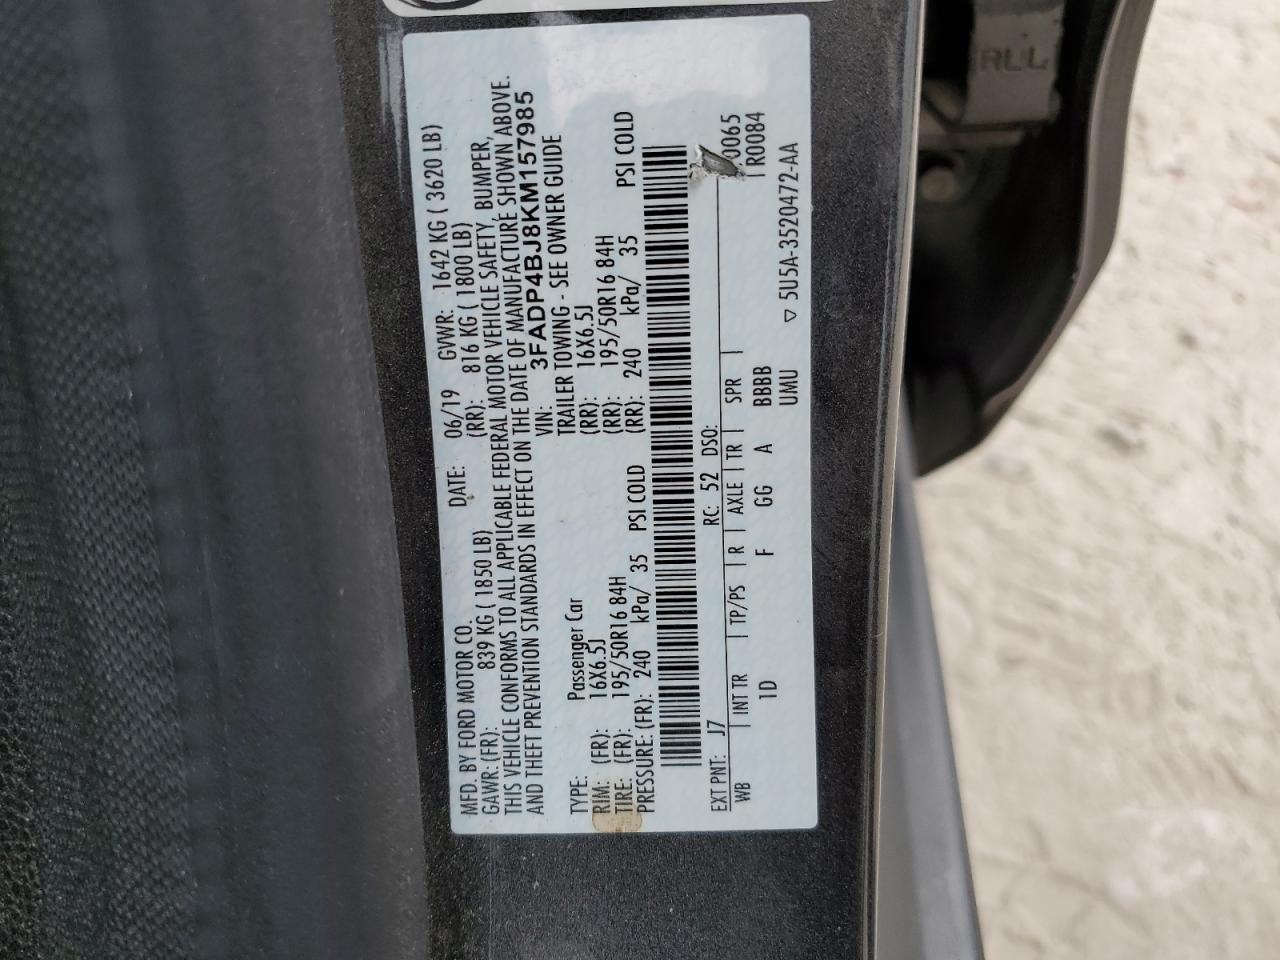 MFD. BY FORD MOTOR CO. DATE: 06/19 GVWR: 1642 KG ( 3620 LB)
GAWR: (FR): 839 KG ( 1850 LB) (RR): 816 KG ( 1800 LB)
THIS VEHICLE CONFORMS TO ALL APPLICABLE FEDERAL MOTOR VEHICLE SAFETY, BUMPER,
AND THEFT PREVENTION STANDARDS IN EFFECT ON THE DATE OF MANUFACTURE SHOWN ABOVE.
VIN: 3FADP4BJ8KM157985
TYPE: Passenger Car TRAILER TOWING - SEE OWNER GUIDE
RIM: (FR): 16X6.5J (RR): 16X6.5J
TIRE: (FR): 195/50R16 84H (RR): 195/50R16 84H
PRESSURE: (FR): 240 kPa/ 35 PSI COLD (RR): 240 kPa/ 35 PSI COLD
EXT PNT: J7 RC: 52 DSO:
WB | INT TR | TP/PS | R | AXLE | TR | SPR | 0065
1D F GG A BBBB R0084
UMU
▽ 5U5A-3520472-AA
RLL